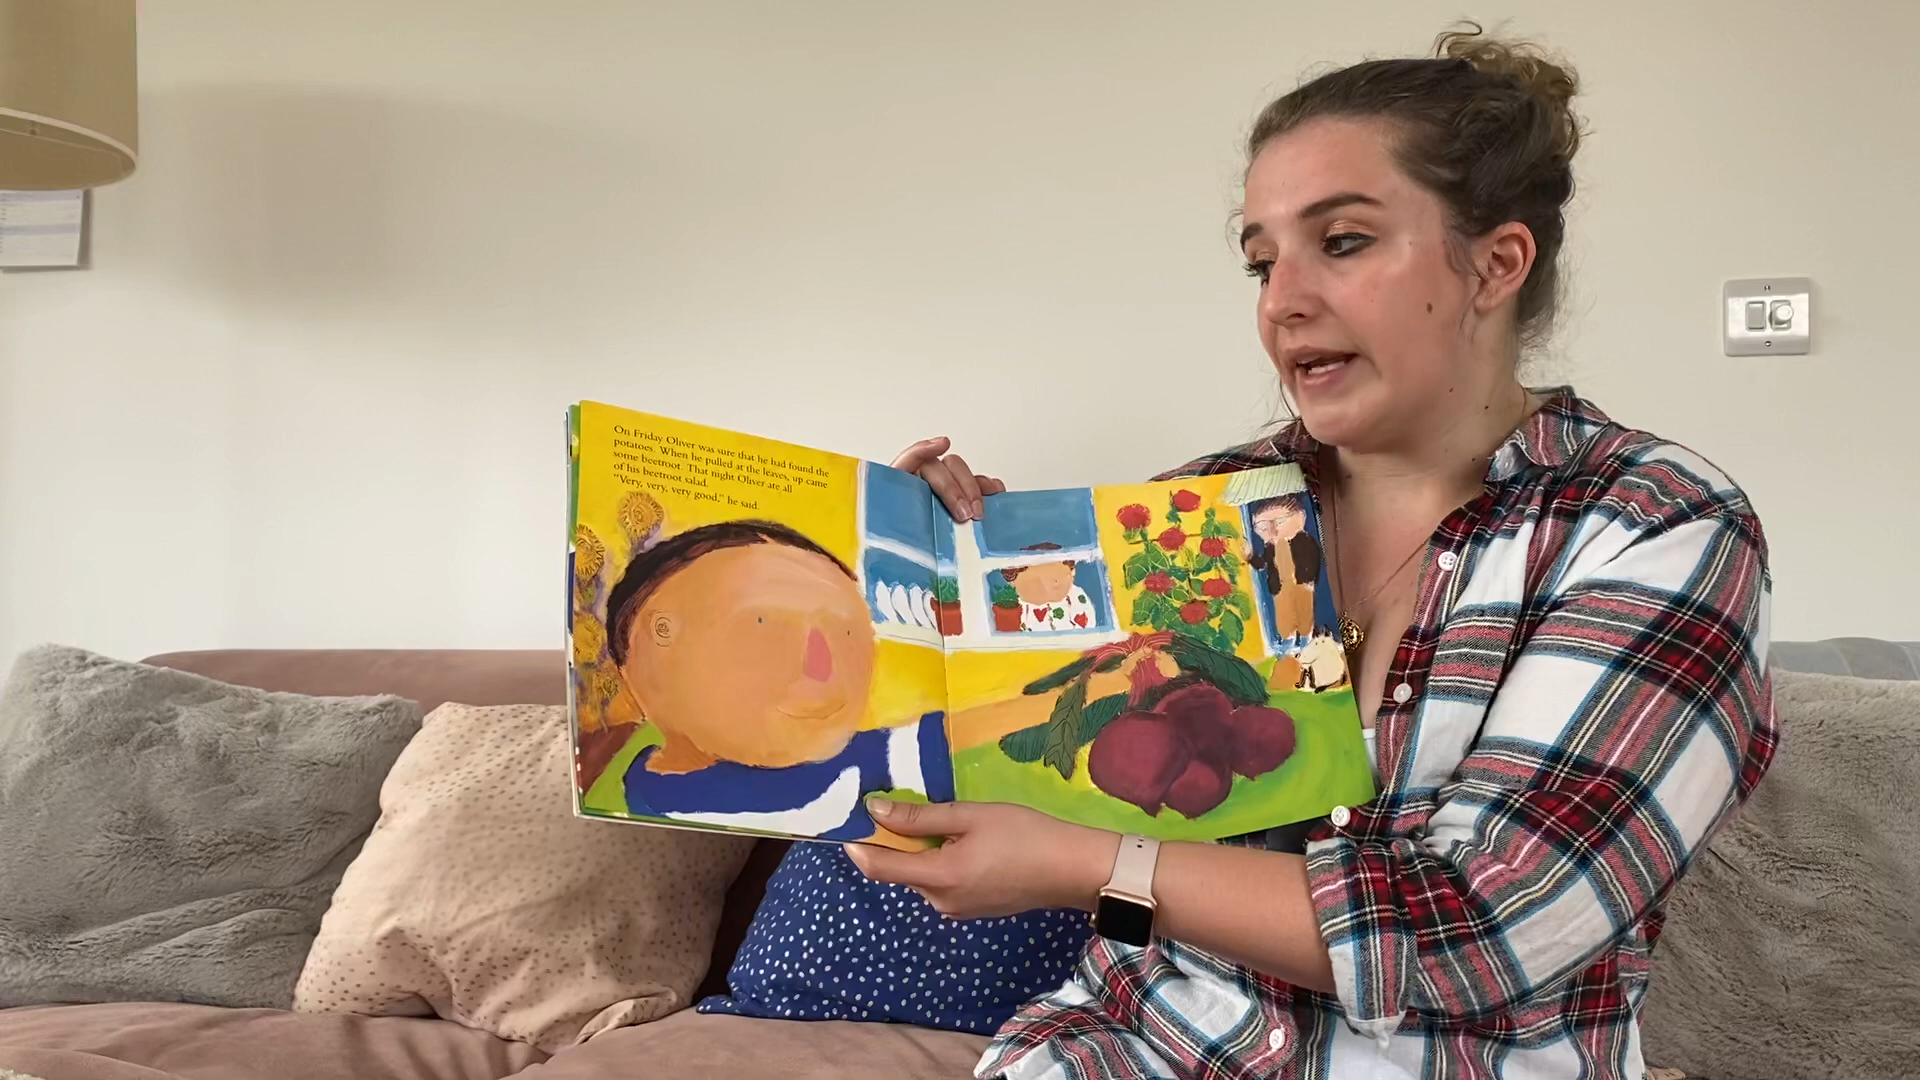 On Friday Oliver was sure that he had found the
potatoes. When he pulled at the leaves, up came
some beetroot. That night Oliver ate all
of his beetroot salad.
“Very, very, very good,” he said.